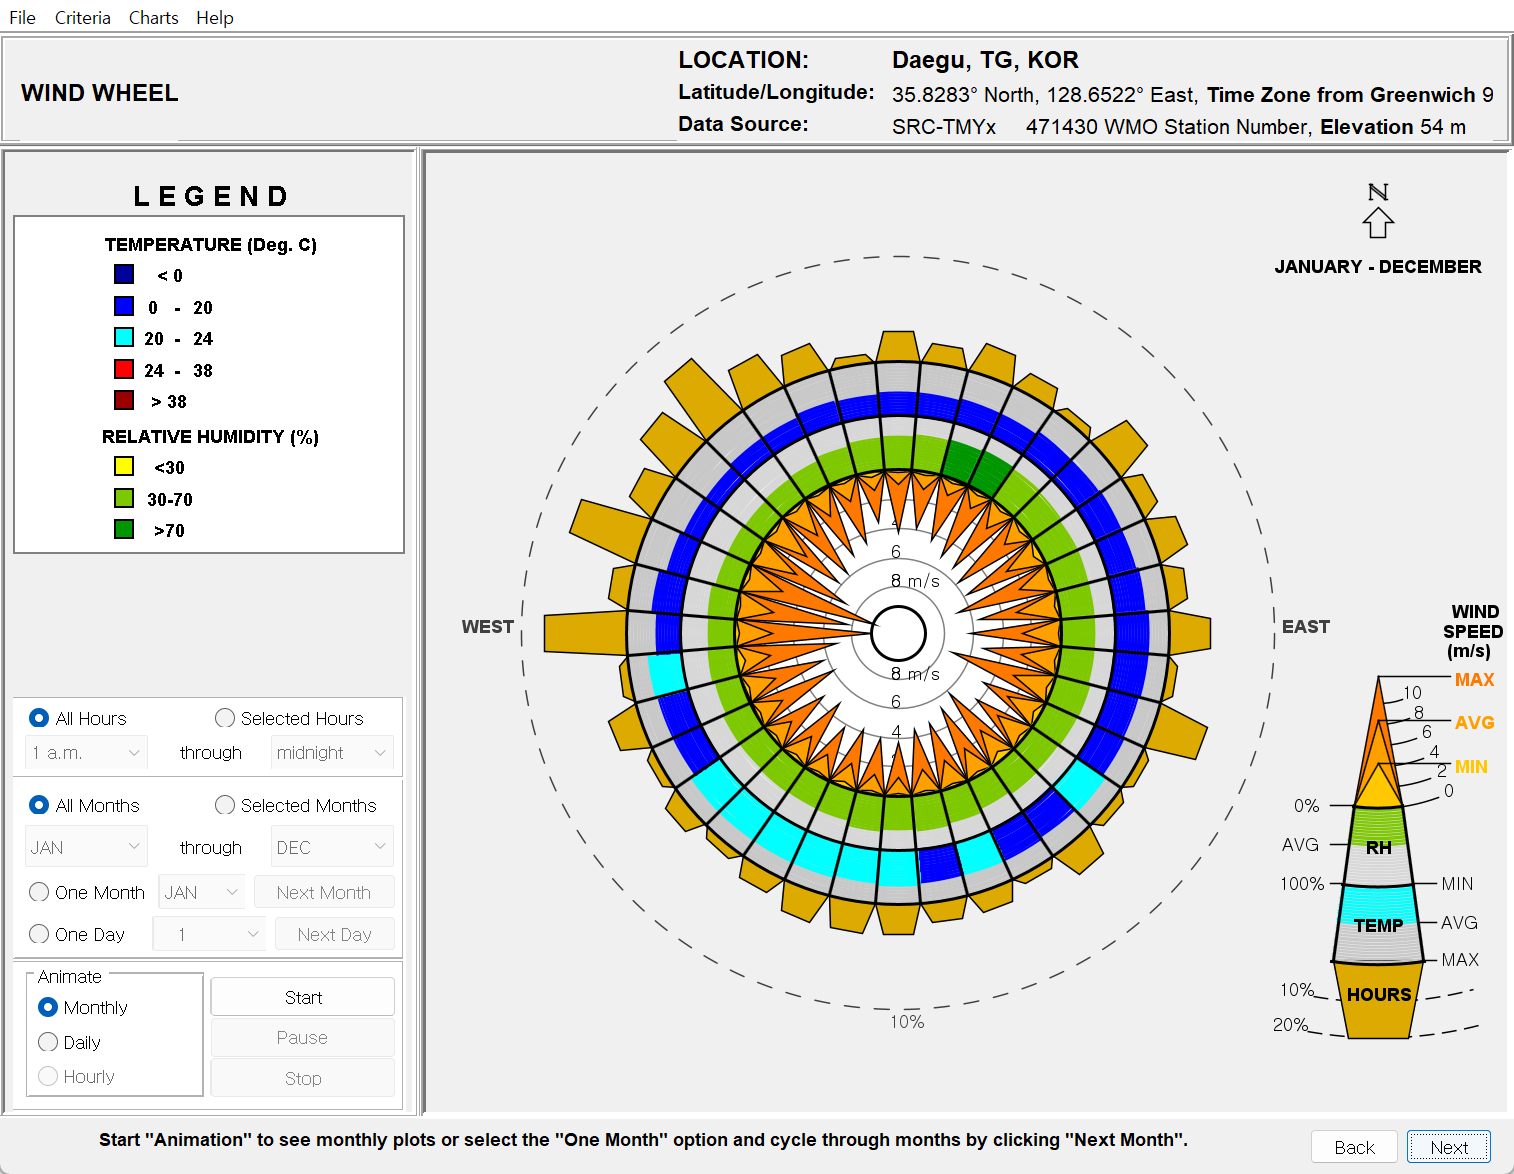 File Criteria Charts Help
WIND WHEEL
LOCATION: Daegu, TG, KOR
Latitude/Longitude: 35.8283° North, 128.6522° East, Time Zone from Greenwich 9
Data Source: SRC-TMYx 471430 WMO Station Number, Elevation 54 m
LEGEND
TEMPERATURE (Deg. C)
< 0
0 - 20
20 - 24
24 - 38
> 38
RELATIVE HUMIDITY (%)
<30
30-70
>70
All Hours Selected Hours
1 a.m. through midnight
All Months Selected Months
JAN through DEC
One Month JAN Next Month
One Day 1 Next Day
Animate
Monthly
Daily
Hourly
Start
Pause
Stop
N
JANUARY - DECEMBER
6
8 m/s
WEST
EAST
8 m/s
6
4
10%
WIND
SPEED
(m/s)
MAX
10
8
AVG
6
4
MIN
2
0
0%
AVG
RH
100%
MIN
TEMP
AVG
MAX
10%
HOURS
20%
Start "Animation" to see monthly plots or select the "One Month" option and cycle through months by clicking "Next Month".
Back Next